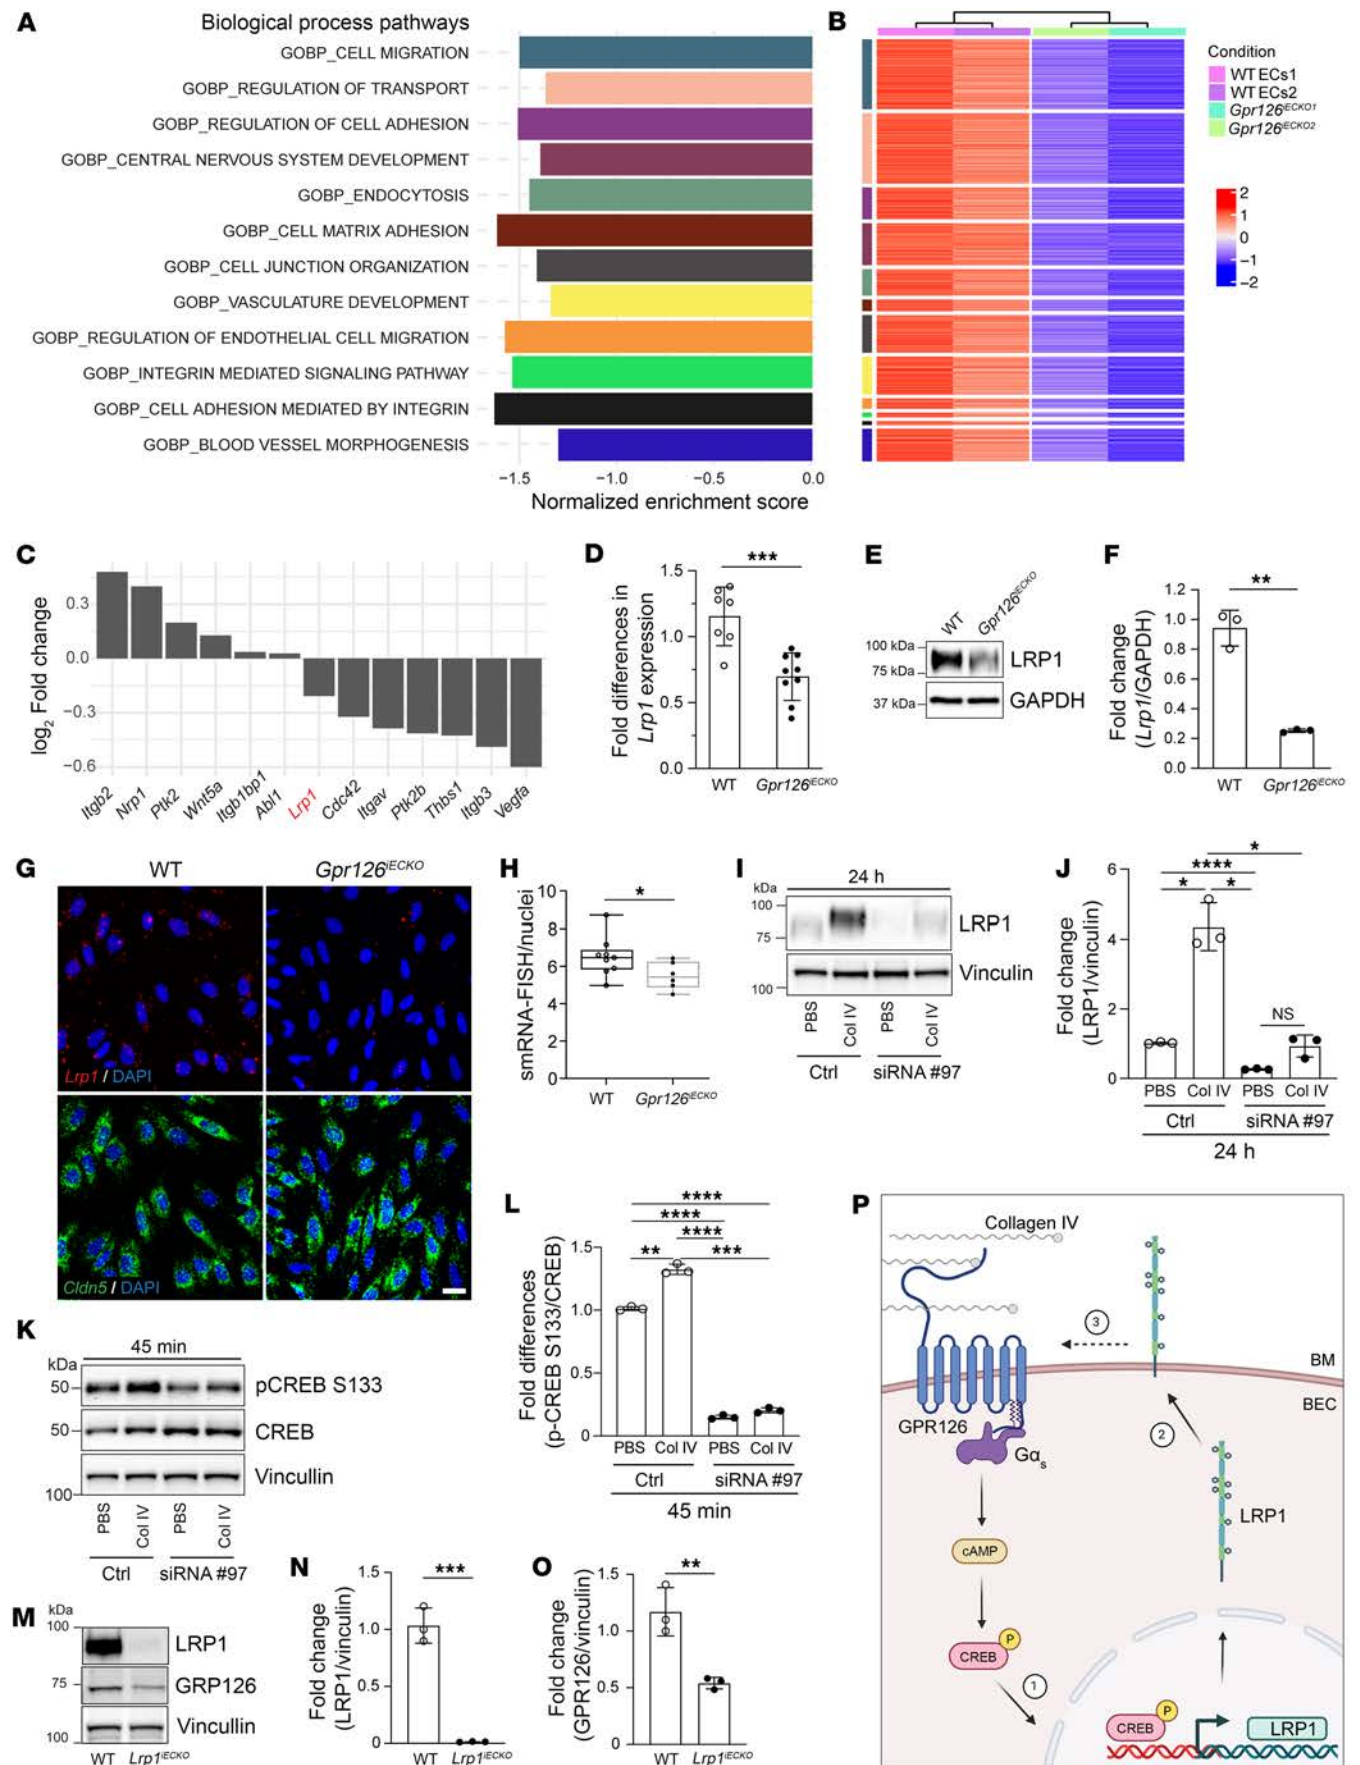 A
Biological process pathways
GOBP_CELL MIGRATION
GOBP_REGULATION OF TRANSPORT
GOBP_REGULATION OF CELL ADHESION
GOBP_CENTRAL NERVOUS SYSTEM DEVELOPMENT
GOBP_ENDOCYTOSIS
GOBP_CELL MATRIX ADHESION
GOBP_CELL JUNCTION ORGANIZATION
GOBP_VASCULATURE DEVELOPMENT
GOBP_REGULATION OF ENDOTHELIAL CELL MIGRATION
GOBP_INTEGRIN MEDIATED SIGNALING PATHWAY
GOBP_CELL ADHESION MEDIATED BY INTEGRIN
GOBP_BLOOD VESSEL MORPHOGENESIS
−1.5 −1.0 −0.5 0.0
Normalized enrichment score
B
Condition
WT ECs1
WT ECs2
Gpr126iECKO1
Gpr126iECKO2
2
1
0
−1
−2
C
log2 Fold change
0.3
0.0
−0.3
−0.6
Itgb2 Nrp1 Ptk2 Wnt5a Itgb1bp1 Abl1 Lrp1 Cdc42 Itgav Ptk2b Thbs1 Itgb3 Vegfa
D
Fold differences in
Lrp1 expression
***
1.5
1.0
0.5
0.0
WT Gpr126iECKO
E
WT Gpr126iECKO
100 kDa
75 kDa
LRP1
37 kDa
GAPDH
F
Fold change
(Lrp1/GAPDH)
**
1.2
1.0
0.8
0.6
0.4
0.2
0.0
WT Gpr126iECKO
G
WT Gpr126iECKO
Lrp1 / DAPI
Cldn5 / DAPI
H
smRNA-FISH/nuclei
*
10
8
6
4
2
0
WT Gpr126iECKO
I
24 h
kDa
100
75
LRP1
Vinculin
100
PBS Col IV PBS Col IV
Ctrl siRNA #97
J
Fold change
(LRP1/vinculin)
*
****
* *
NS
6
4
2
0
PBS Col IV PBS Col IV
Ctrl siRNA #97
24 h
K
45 min
kDa
50
pCREB S133
50
CREB
Vincullin
100
PBS Col IV PBS Col IV
Ctrl siRNA #97
L
Fold differences
(p-CREB S133/CREB)
****
****
****
** ***
1.5
1.0
0.5
0
PBS Col IV PBS Col IV
Ctrl siRNA #97
45 min
M
kDa
100
LRP1
75
GRP126
Vincullin
100
WT Lrp1iECKO
N
Fold change
(LRP1/vinculin)
***
1.5
1.0
0.5
0
WT Lrp1iECKO
O
Fold change
(GPR126/vinculin)
**
1.5
1.0
0.5
0
WT Lrp1iECKO
P
Collagen IV
3
BM
BEC
GPR126
Gαs
2
LRP1
cAMP
CREB P
1
CREB P
LRP1